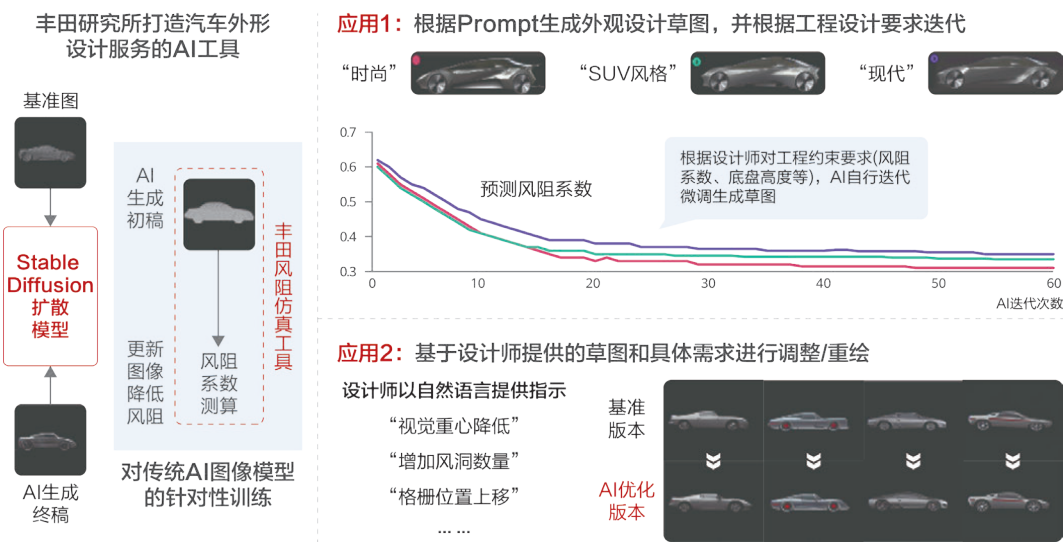 丰田研究所打造汽车外形
设计服务的AI工具
基准图
Stable
Diffusion
扩散
模型
AI生成
终稿
AI
生成
初稿
更新
图像
降低
风阻
风阻
系数
测算
丰田风阻仿真工具
对传统AI图像模型
的针对性训练
应用1：根据Prompt生成外观设计草图，并根据工程设计要求迭代
“时尚”
“SUV风格”
“现代”
0.7
0.6
0.5
0.4
0.3
预测风阻系数
根据设计师对工程约束要求(风阻
系数、底盘高度等)，AI自行迭代
微调生成草图
0 10 20 30 40 50 60
AI迭代次数
应用2：基于设计师提供的草图和具体需求进行调整/重绘
设计师以自然语言提供指示
“视觉重心降低”
“增加风洞数量”
“格栅位置上移”
... ...
基准
版本
AI优化
版本